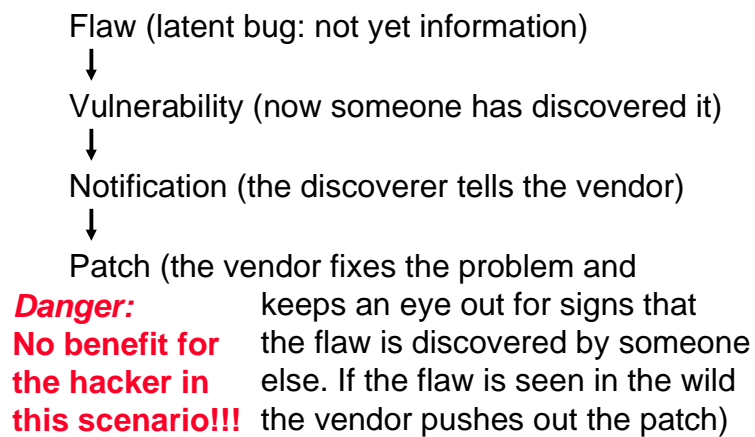 Flaw (latent bug: not yet information)
Vulnerability (now someone has discovered it)
Notification (the discoverer tells the vendor)
Patch (the vendor fixes the problem and
keeps an eye out for signs that
the flaw is discovered by someone
else. If the flaw is seen in the wild
the vendor pushes out the patch)
Danger:
No benefit for
the hacker in
this scenario!!!